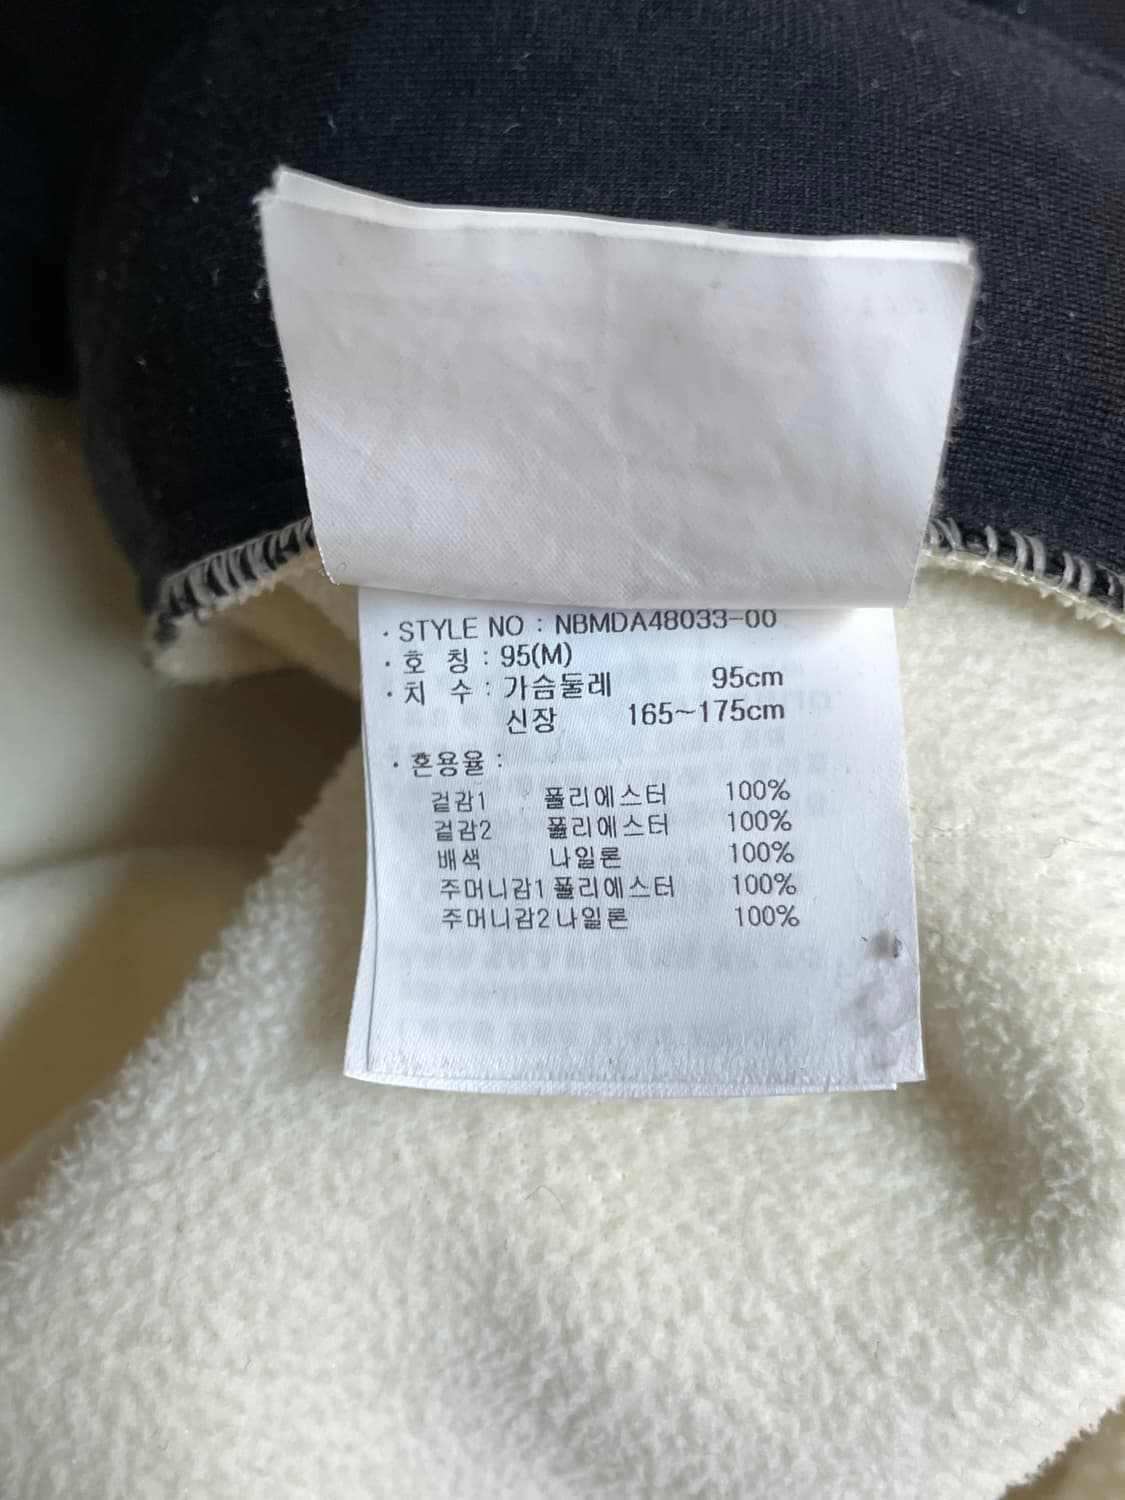 · STYLE NO : NBMDA48033-00
· 호 칭 : 95(M)
· 치 수 : 가슴둘레 95cm
신장 165~175cm
· 혼용율 :
겉감1 폴리에스터 100%
겉감2 폴리에스터 100%
배색 나일론 100%
주머니감1 폴리에스터 100%
주머니감2 나일론 100%